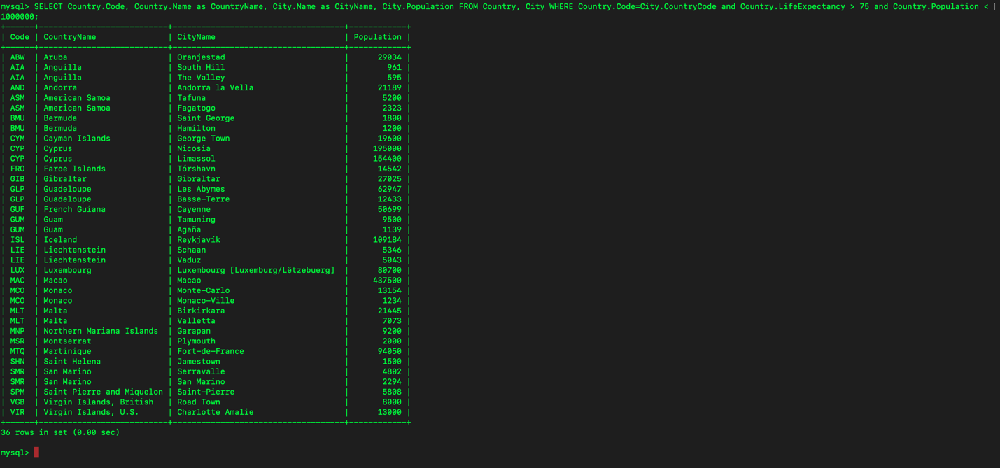 mysql> SELECT Country.Code, Country.Name as CountryName, City.Name as CityName, City.Population FROM Country, City WHERE Country.Code=City.CountryCode and Country.LifeExpectancy > 75 and Country.Population < 
1000000;
+------+---------------------------+------------------------------------+------------+
| Code | CountryName               | CityName                           | Population |
+------+---------------------------+------------------------------------+------------+
| ABW  | Aruba                     | Oranjestad                         |      29034 |
| AIA  | Anguilla                  | South Hill                         |        961 |
| AIA  | Anguilla                  | The Valley                         |        595 |
| AND  | Andorra                   | Andorra la Vella                   |      21189 |
| ASM  | American Samoa            | Tafuna                             |       5200 |
| ASM  | American Samoa            | Fagatogo                           |       2323 |
| BMU  | Bermuda                   | Saint George                       |       1800 |
| BMU  | Bermuda                   | Hamilton                           |       1200 |
| CYM  | Cayman Islands            | George Town                        |      19600 |
| CYP  | Cyprus                    | Nicosia                            |     195000 |
| CYP  | Cyprus                    | Limassol                           |     154400 |
| FRO  | Faroe Islands             | Tórshavn                           |      14542 |
| GIB  | Gibraltar                 | Gibraltar                          |      27025 |
| GLP  | Guadeloupe                | Les Abymes                         |      62947 |
| GLP  | Guadeloupe                | Basse-Terre                        |      12433 |
| GUF  | French Guiana             | Cayenne                            |      50699 |
| GUM  | Guam                      | Tamuning                           |       9500 |
| GUM  | Guam                      | Agaña                              |       1139 |
| ISL  | Iceland                   | Reykjavík                          |     109184 |
| LIE  | Liechtenstein             | Schaan                             |       5346 |
| LIE  | Liechtenstein             | Vaduz                              |       5043 |
| LUX  | Luxembourg                | Luxembourg [Luxemburg/Lëtzebuerg]  |      80700 |
| MAC  | Macao                     | Macao                              |     437500 |
| MCO  | Monaco                    | Monte-Carlo                        |      13154 |
| MCO  | Monaco                    | Monaco-Ville                       |       1234 |
| MLT  | Malta                     | Birkirkara                         |      21445 |
| MLT  | Malta                     | Valletta                           |       7073 |
| MNP  | Northern Mariana Islands  | Garapan                            |       9200 |
| MSR  | Montserrat                | Plymouth                           |       2000 |
| MTQ  | Martinique                | Fort-de-France                     |      94050 |
| SHN  | Saint Helena              | Jamestown                          |       1500 |
| SMR  | San Marino                | Serravalle                         |       4802 |
| SMR  | San Marino                | San Marino                         |       2294 |
| SPM  | Saint Pierre and Miquelon | Saint-Pierre                       |       5808 |
| VGB  | Virgin Islands, British   | Road Town                          |       8000 |
| VIR  | Virgin Islands, U.S.      | Charlotte Amalie                   |      13000 |
+------+---------------------------+------------------------------------+------------+
36 rows in set (0.00 sec)
mysql>